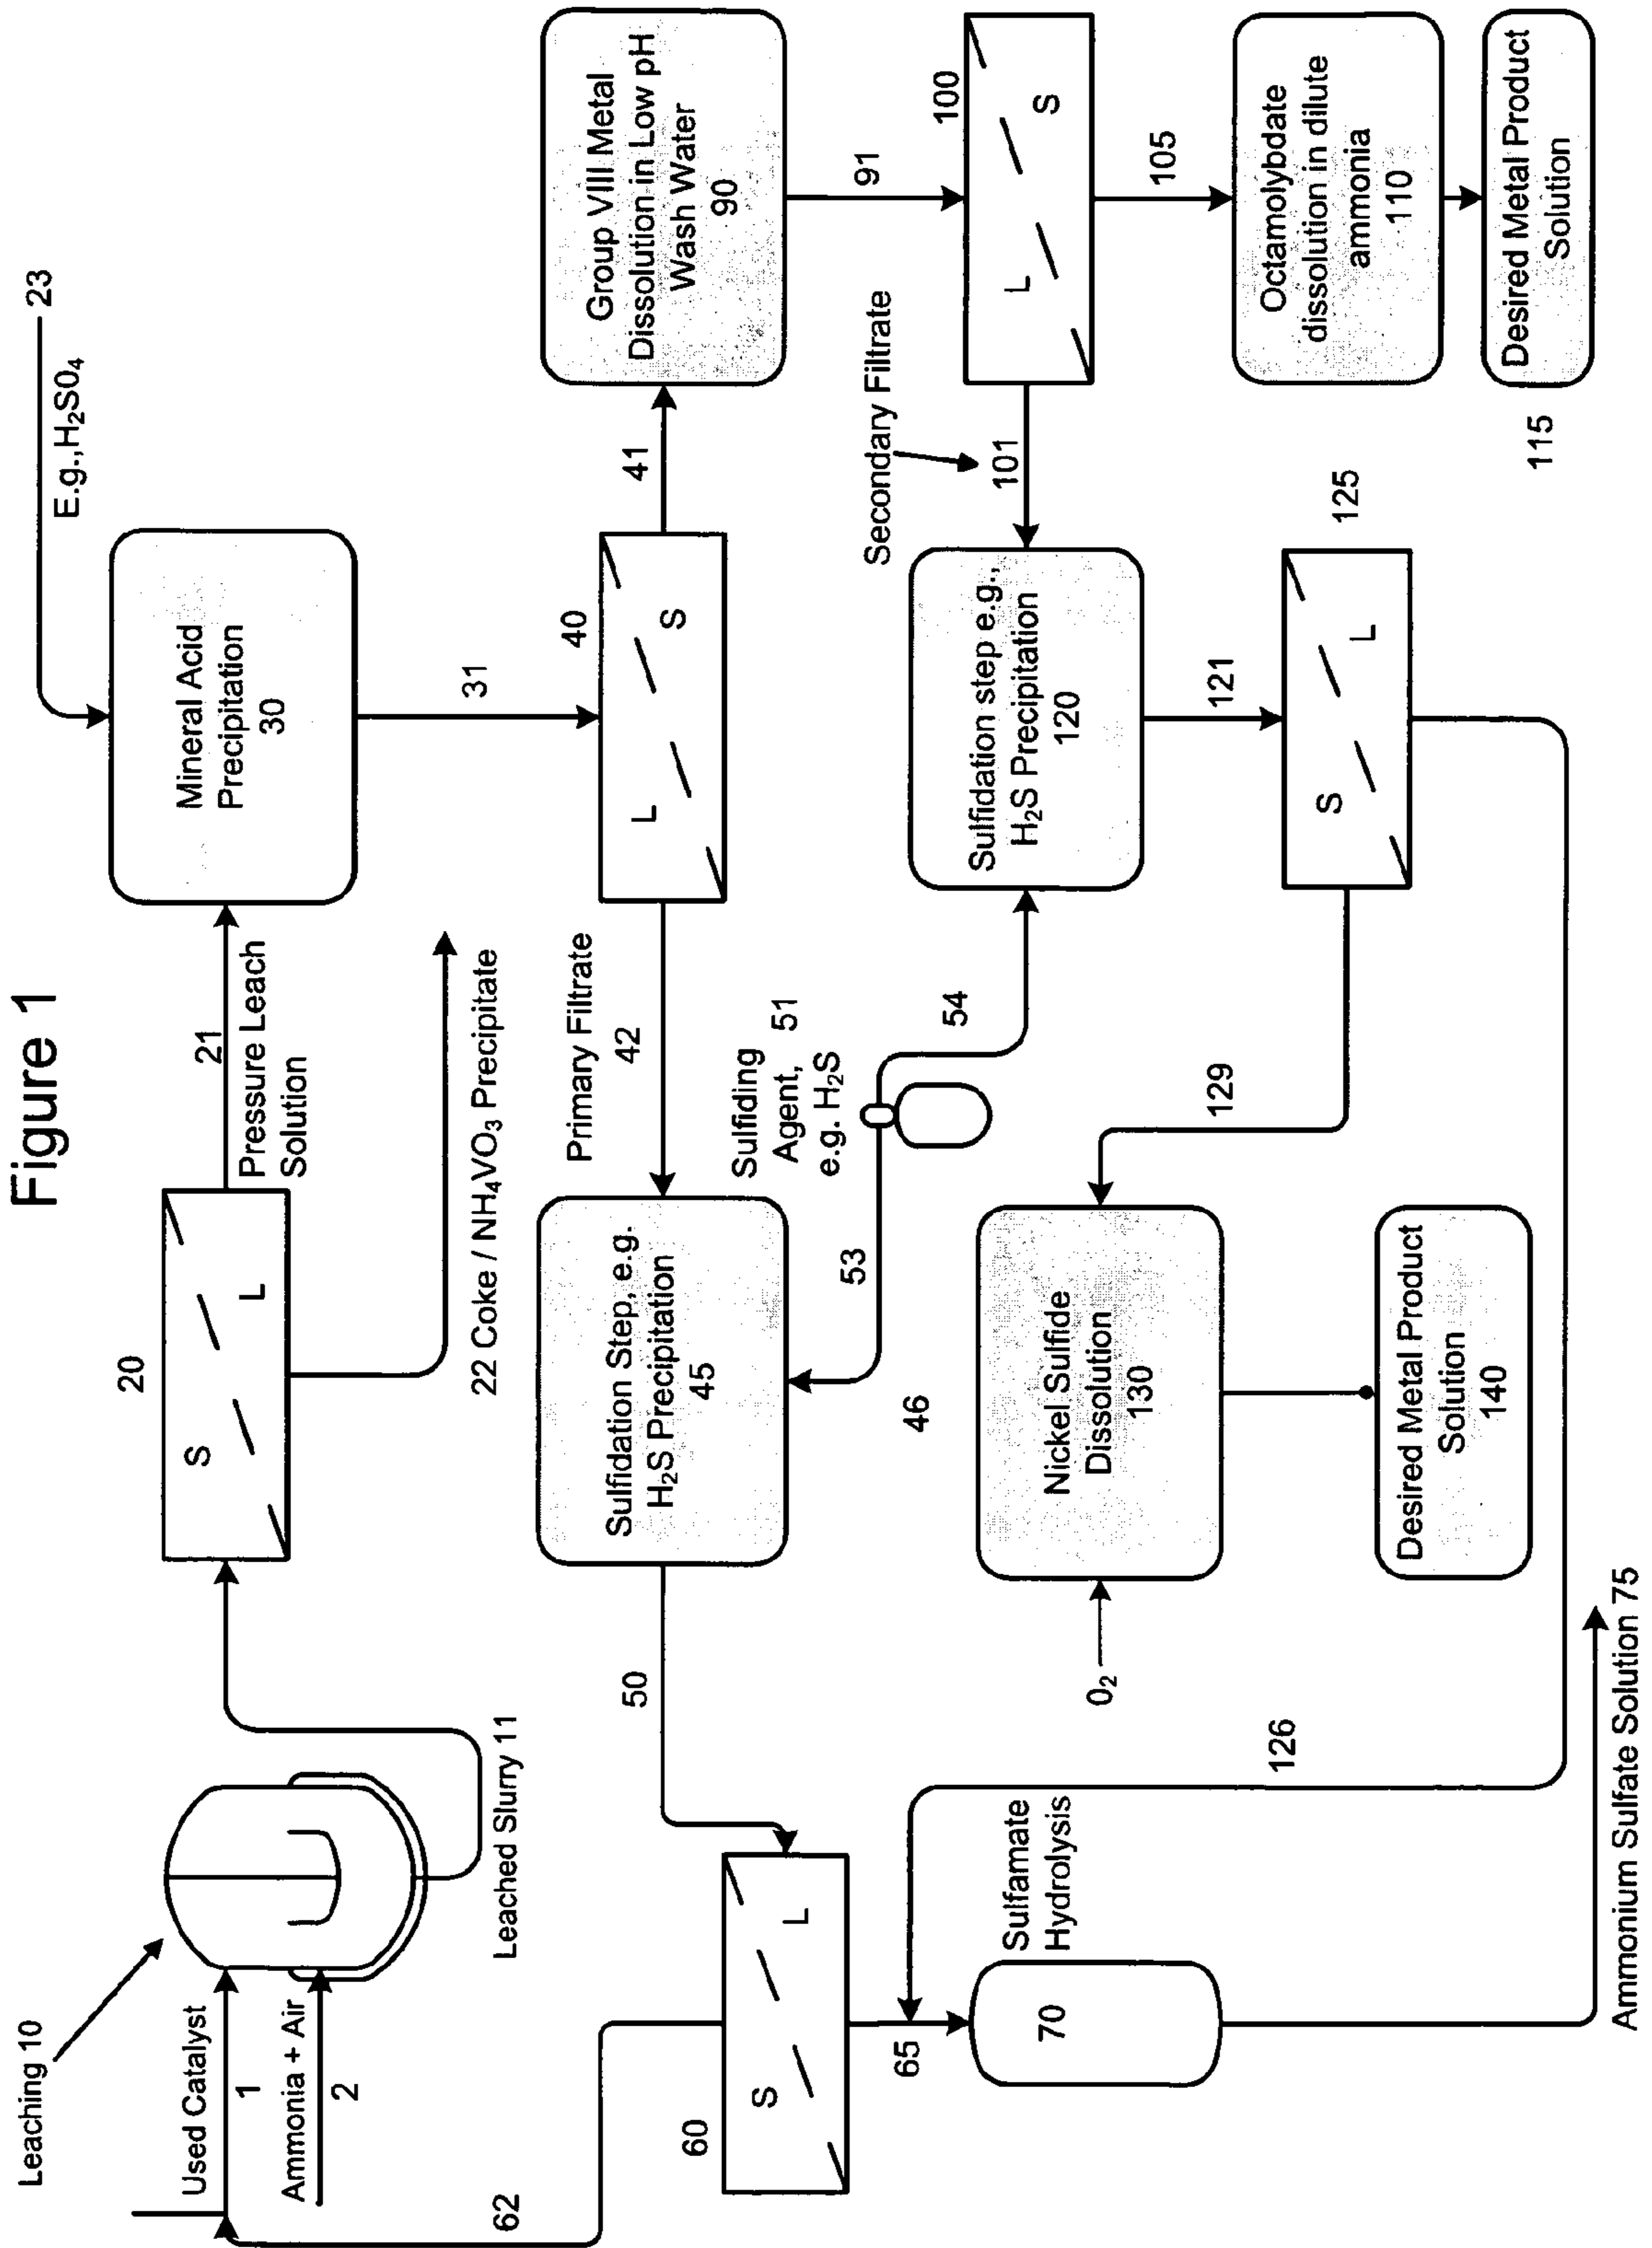 Figure 1
Leaching 10
Used Catalyst
1
Ammonia + Air
2
Leached Slurry 11
20
S
L
21
Pressure Leach
Solution
22 Coke / NH₄VO₃ Precipitate
Mineral Acid
Precipitation
30
23
E.g.,H₂SO₄
31
40
L
S
41
Primary Filtrate
42
Group VIII Metal
Dissolution in Low pH
Wash Water
90
91
100
L
S
105
Octamolybdate
dissolution in dilute
ammonia
110
Desired Metal Product
Solution
115
Secondary Filtrate
101
Sulfidation Step, e.g.
H₂S Precipitation
45
46
50
Sulfiding
Agent,
e.g. H₂S
51
53
54
Sulfidation step e.g.,
H₂S Precipitation
120
121
125
S
L
129
Nickel Sulfide
Dissolution
130
O₂
Desired Metal Product
Solution
140
126
60
S
L
62
65
Sulfamate
Hydrolysis
70
Ammonium Sulfate Solution 75